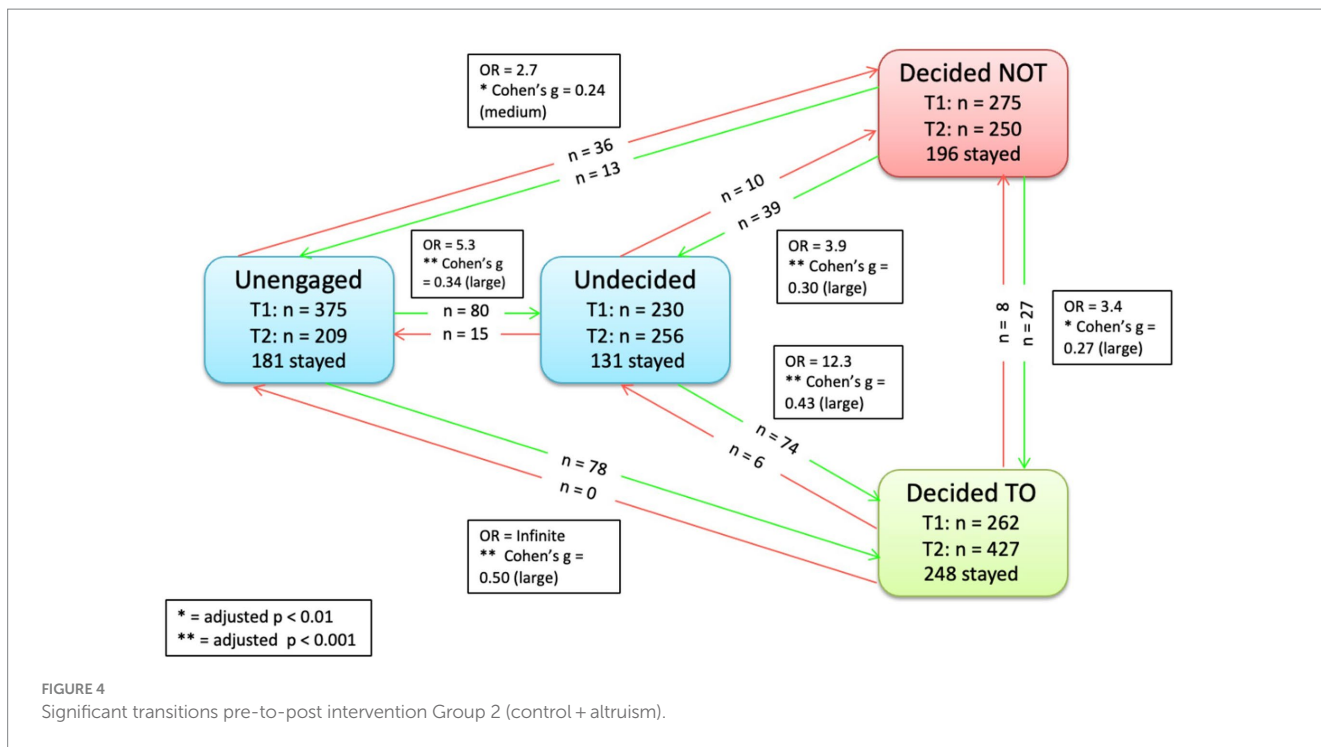 OR = 2.7
* Cohen's g = 0.24
(medium)
Decided NOT
T1: n = 275
T2: n = 250
196 stayed
n = 36
n = 13
n = 10
n = 39
OR = 5.3
** Cohen's g
= 0.34 (large)
OR = 3.9
** Cohen's g =
0.30 (large)
Unengaged
T1: n = 375
T2: n = 209
181 stayed
n = 80
n = 15
Undecided
T1: n = 230
T2: n = 256
131 stayed
n = 8
n = 27
OR = 3.4
* Cohen's g =
0.27 (large)
OR = 12.3
** Cohen's g =
0.43 (large)
n = 74
n = 6
n = 78
n = 0
Decided TO
T1: n = 262
T2: n = 427
248 stayed
OR = Infinite
** Cohen's g =
0.50 (large)
* = adjusted p < 0.01
** = adjusted p < 0.001
FIGURE 4
Significant transitions pre-to-post intervention Group 2 (control + altruism).